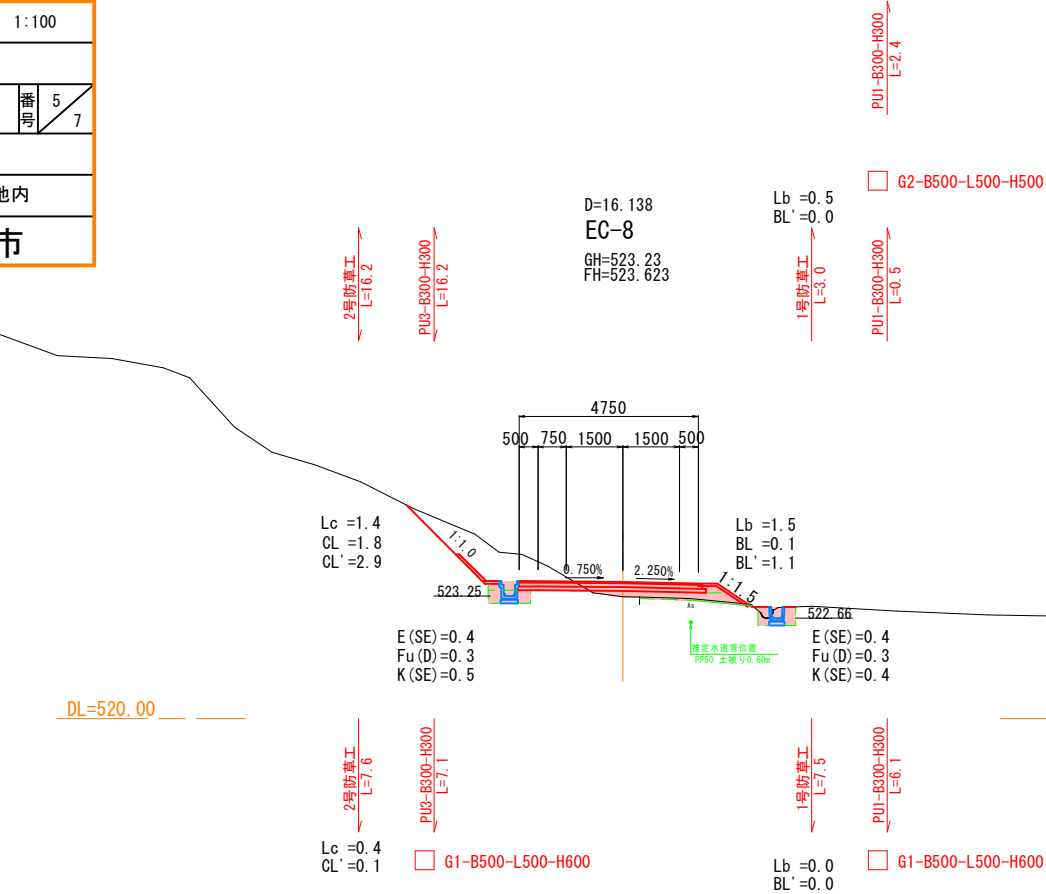 1:100
番号 5/7
地内
市
PU1-B300-H300
L=2.4
G2-B500-L500-H500
D=16.138
EC-8
GH=523.23
FH=523.623
Lb =0.5
BL'=0.0
2号防草工
L=16.2
PU3-B300-H300
L=16.2
1号防草工
L=3.0
PU1-B300-H300
L=0.5
4750
500 750 1500 1500 500
Lc =1.4
CL =1.8
CL'=2.9
1:1.0
0.750%
2.250%
1:1.5
Lb =1.5
BL =0.1
BL'=1.1
523.25
As
522.66
推定水道管位置
PP50 土被り0.60m
E(SE)=0.4
Fu(D)=0.3
K(SE)=0.5
E(SE)=0.4
Fu(D)=0.3
K(SE)=0.4
DL=520.00
2号防草工
L=7.6
PU3-B300-H300
L=7.1
1号防草工
L=7.5
PU1-B300-H300
L=6.1
Lc =0.4
CL'=0.1
G1-B500-L500-H600
Lb =0.0
BL'=0.0
G1-B500-L500-H600